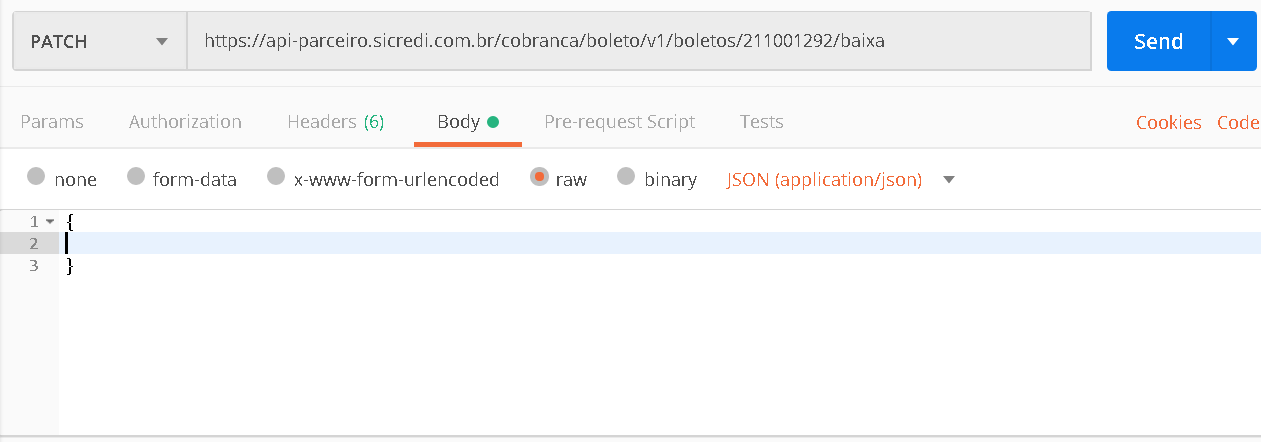 PATCH https://api-parceiro.sicredi.com.br/cobranca/boleto/v1/boletos/211001292/baixa Send
Params Authorization Headers (6) Body Pre-request Script Tests Cookies Code
none form-data x-www-form-urlencoded raw binary JSON (application/json)
1 {
2
3 }